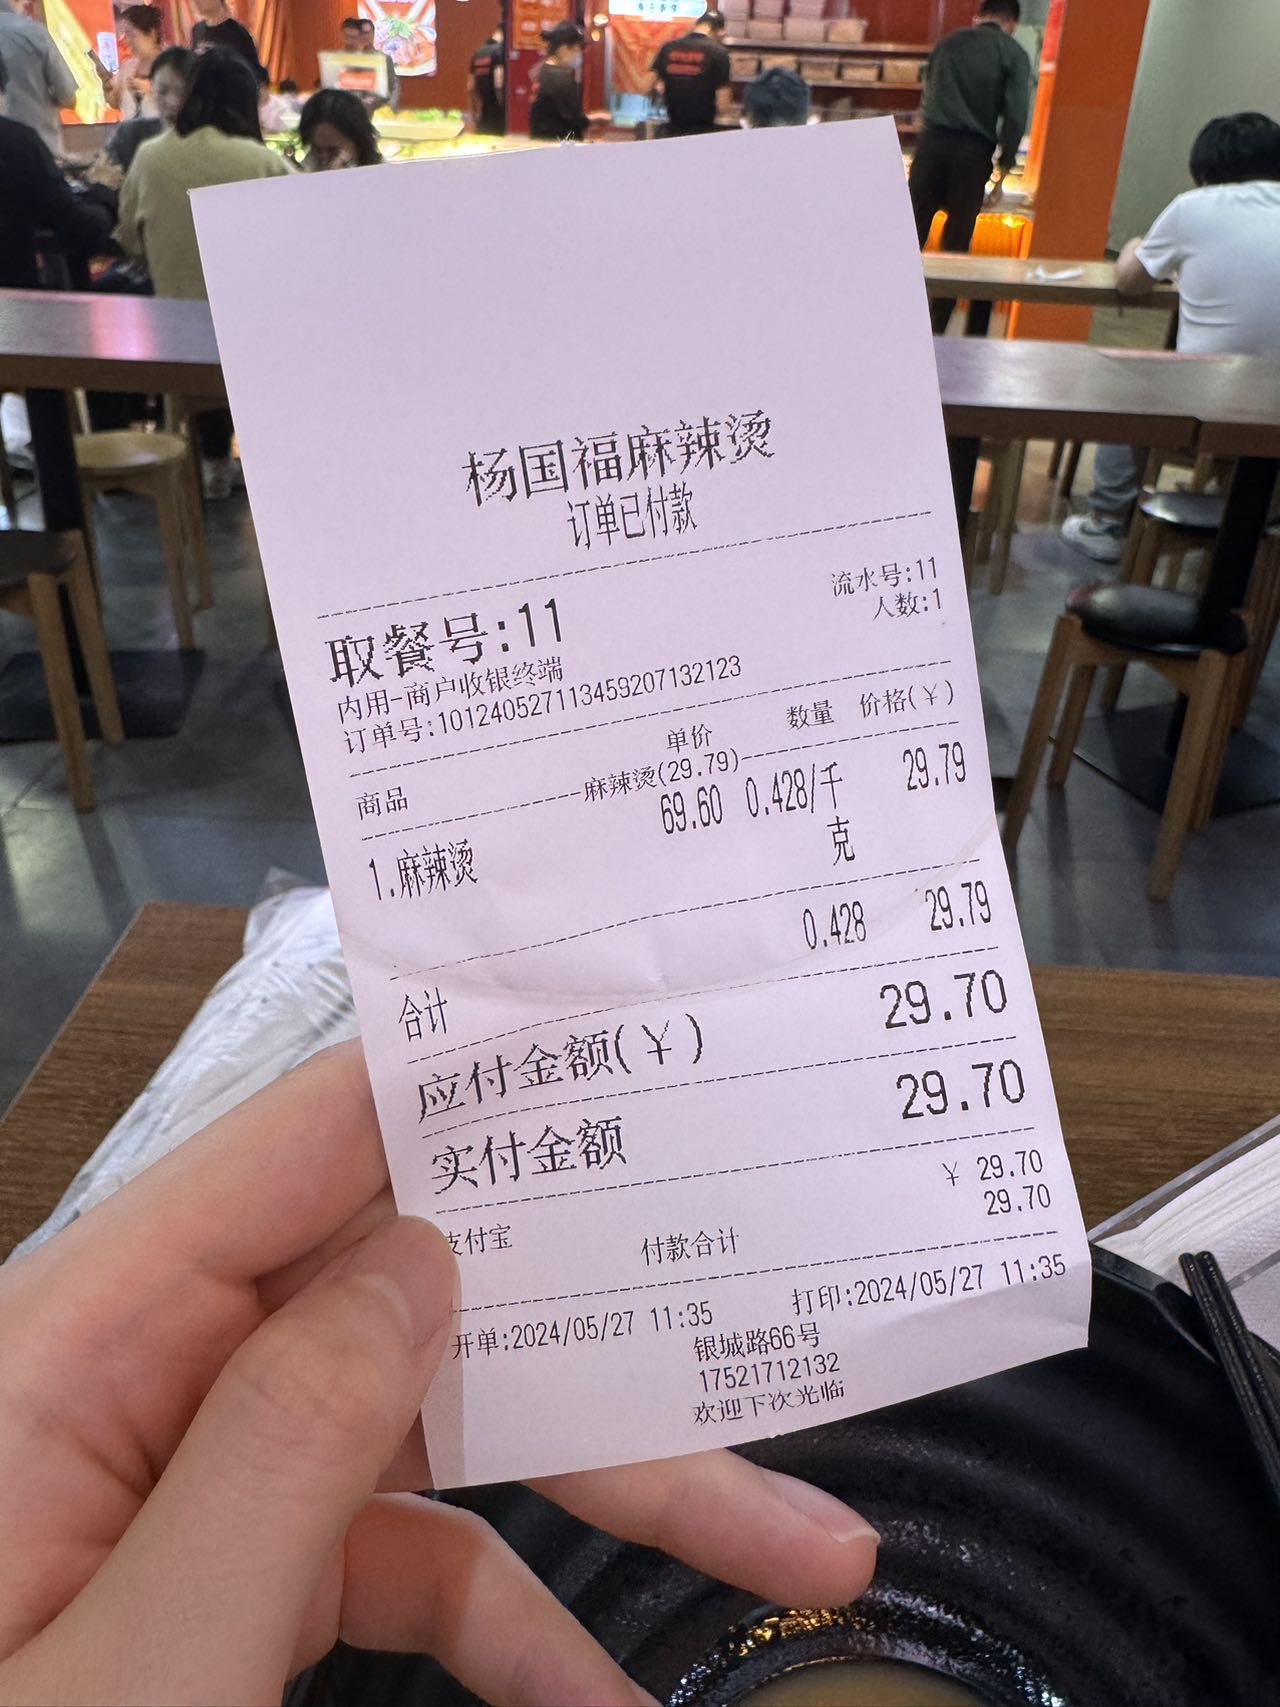 杨国福麻辣烫
订单已付款
取餐号:11
流水号:11
人数:1
内用-商户收银终端
订单号:101240527113459207132123
商品 单价 数量 价格(¥)
麻辣烫(29.79)
1.麻辣烫 69.60 0.428/千克 29.79
合计 0.428 29.79
应付金额(¥) 29.70
实付金额 29.70
支付宝 ¥ 29.70
付款合计 29.70
开单:2024/05/27 11:35 打印:2024/05/27 11:35
银城路66号
17521712132
欢迎下次光临